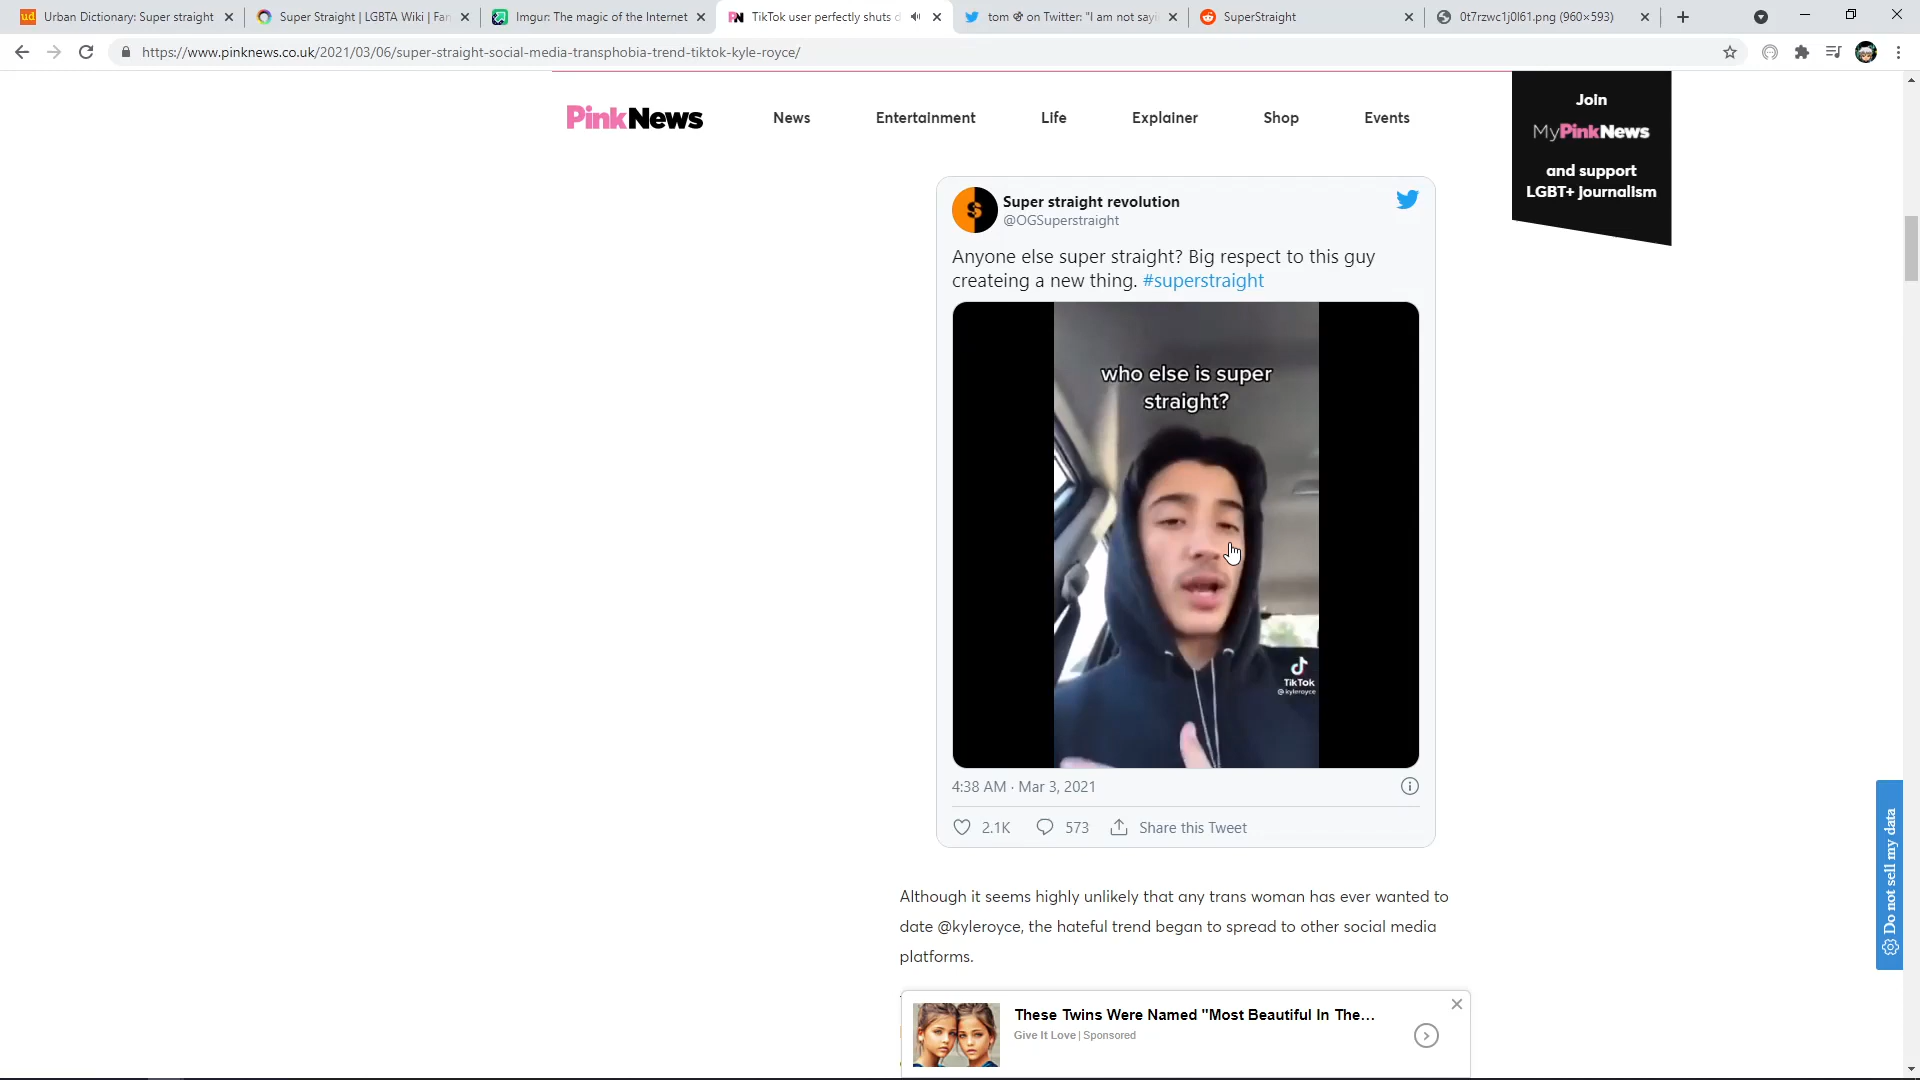 Urban Dictionary: Super straight
Super Straight | LGBTA Wiki | Fan
Imgur: The magic of the Internet
TikTok user perfectly shuts d
tom on Twitter: "I am not sayi
SuperStraight
0t7rzwc1j0l61.png (960×593)
https://www.pinknews.co.uk/2021/03/06/super-straight-social-media-transphobia-trend-tiktok-kyle-royce/
PinkNews
News
Entertainment
Life
Explainer
Shop
Events
Join
MyPinkNews
and support
LGBT+ journalism
Super straight revolution
@OGSuperstraight
Anyone else super straight? Big respect to this guy
createing a new thing. #superstraight
who else is super
straight?
TikTok
@kyleroyce
4:38 AM · Mar 3, 2021
2.1K
573
Share this Tweet
Do not sell my data
Although it seems highly unlikely that any trans woman has ever wanted to
date @kyleroyce, the hateful trend began to spread to other social media
platforms.
These Twins Were Named "Most Beautiful In The...
Give It Love | Sponsored